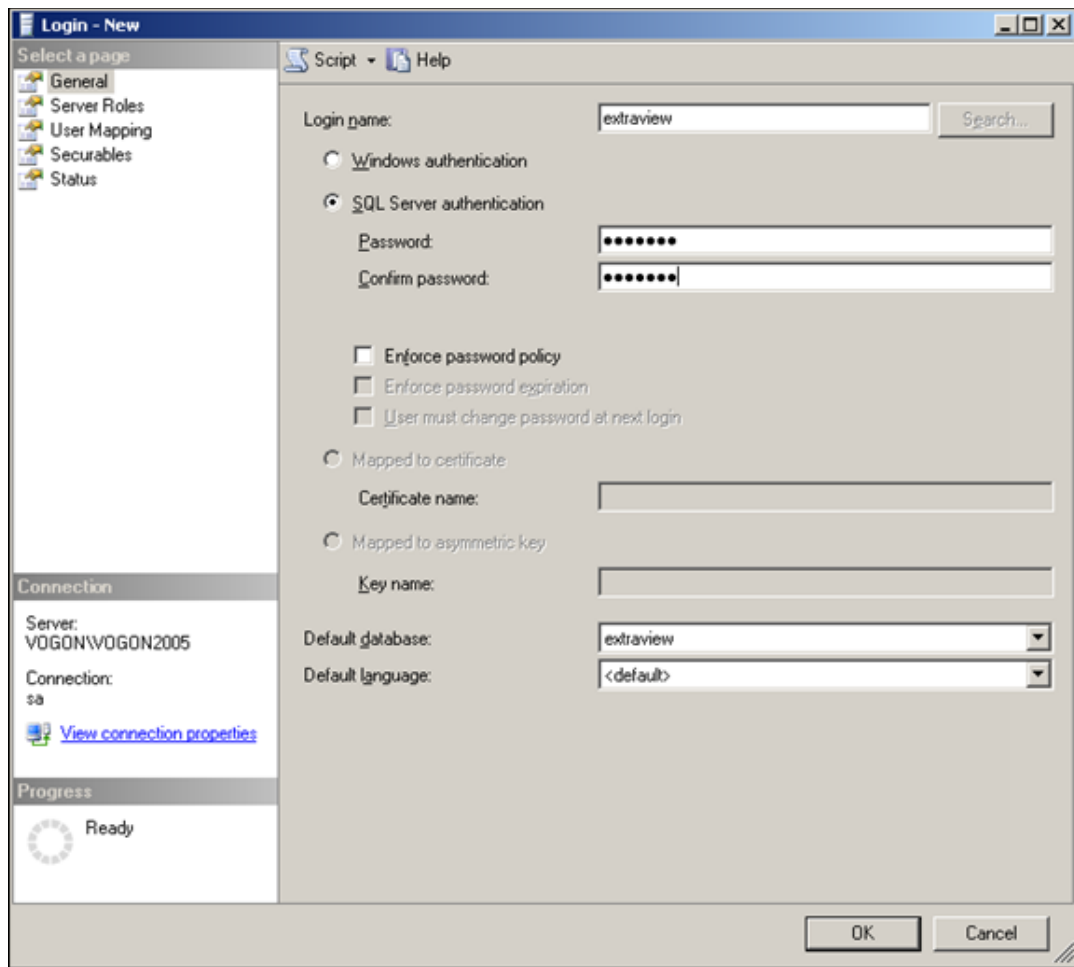 Login - New
Select a page
General
Server Roles
User Mapping
Securables
Status
Connection
Server:
VOGON\VOGON2005
Connection:
sa
View connection properties
Progress
Ready
Script
Help
Login name:
extraview
Search...
Windows authentication
SQL Server authentication
Password:
●●●●●●●
Confirm password:
●●●●●●●
Enforce password policy
Enforce password expiration
User must change password at next login
Mapped to certificate
Certificate name:
Mapped to asymmetric key
Key name:
Default database:
extraview
Default language:
<default>
OK
Cancel